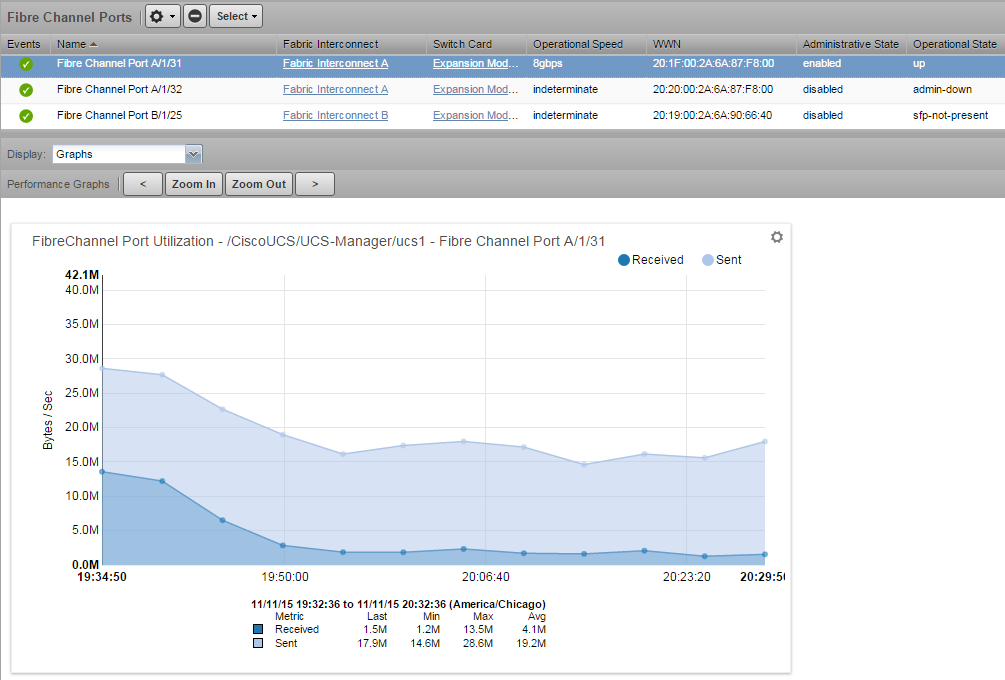 Fibre Channel Ports Select
Events Name Fabric Interconnect Switch Card Operational Speed WWN Administrative State Operational State
Fibre Channel Port A/1/31 Fabric Interconnect A Expansion Mod... 8gbps 20:1F:00:2A:6A:87:F8:00 enabled up
Fibre Channel Port A/1/32 Fabric Interconnect A Expansion Mod... indeterminate 20:20:00:2A:6A:87:F8:00 disabled admin-down
Fibre Channel Port B/1/25 Fabric Interconnect B Expansion Mod... indeterminate 20:19:00:2A:6A:90:66:40 disabled sfp-not-present
Display: Graphs
Performance Graphs < Zoom In Zoom Out >
FibreChannel Port Utilization - /CiscoUCS/UCS-Manager/ucs1 - Fibre Channel Port A/1/31
Received Sent
42.1M
40.0M
35.0M
30.0M
25.0M
20.0M
15.0M
10.0M
5.0M
0.0M
Bytes / Sec
19:34:50 19:50:00 20:06:40 20:23:20 20:29:50
11/11/15 19:32:36 to 11/11/15 20:32:36 (America/Chicago)
Metric Last Min Max Avg
Received 1.5M 1.2M 13.5M 4.1M
Sent 17.9M 14.6M 28.6M 19.2M